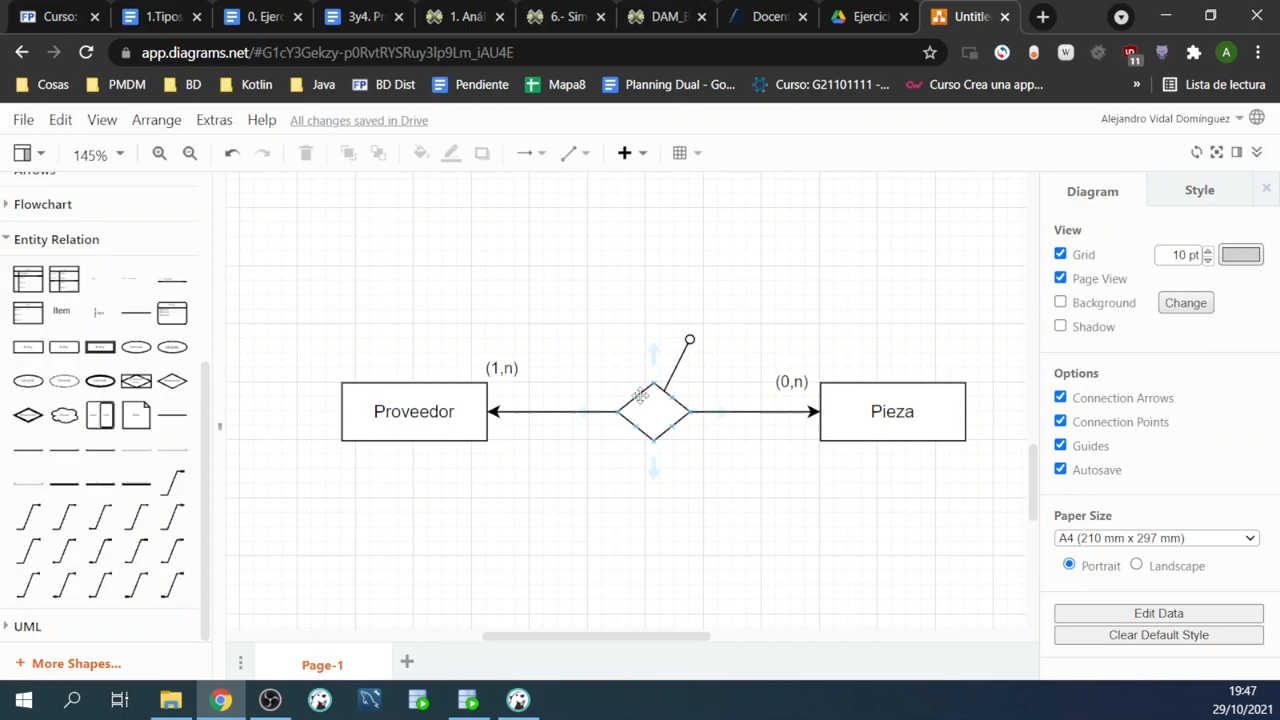 Curso:
1.Tipos
0. Ejerc
3y4. Pr
1. Anál
6. - Sim
DAM_E
Docent
Ejercici
Untitle
app.diagrams.net/#G1cY3Gekzy-p0RvtRYSRuy3Ip9Lm_iAU4E
11
A
Cosas
PMDM
BD
Kotlin
Java
BD Dist
Pendiente
Mapa8
Planning Dual - Go...
Curso: G21101111 -...
Curso Crea una app...
»
Lista de lectura
File Edit View Arrange Extras Help All changes saved in Drive
Alejandro Vidal Domínguez
145%
Arrows
Flowchart
Entity Relation
Item
UML
+ More Shapes...
(1,n)
(0,n)
Proveedor
Pieza
Page-1
Diagram
Style
View
Grid
10 pt
Page View
Background
Change
Shadow
Options
Connection Arrows
Connection Points
Guides
Autosave
Paper Size
A4 (210 mm x 297 mm)
Portrait
Landscape
Edit Data
Clear Default Style
19:47
29/10/2021